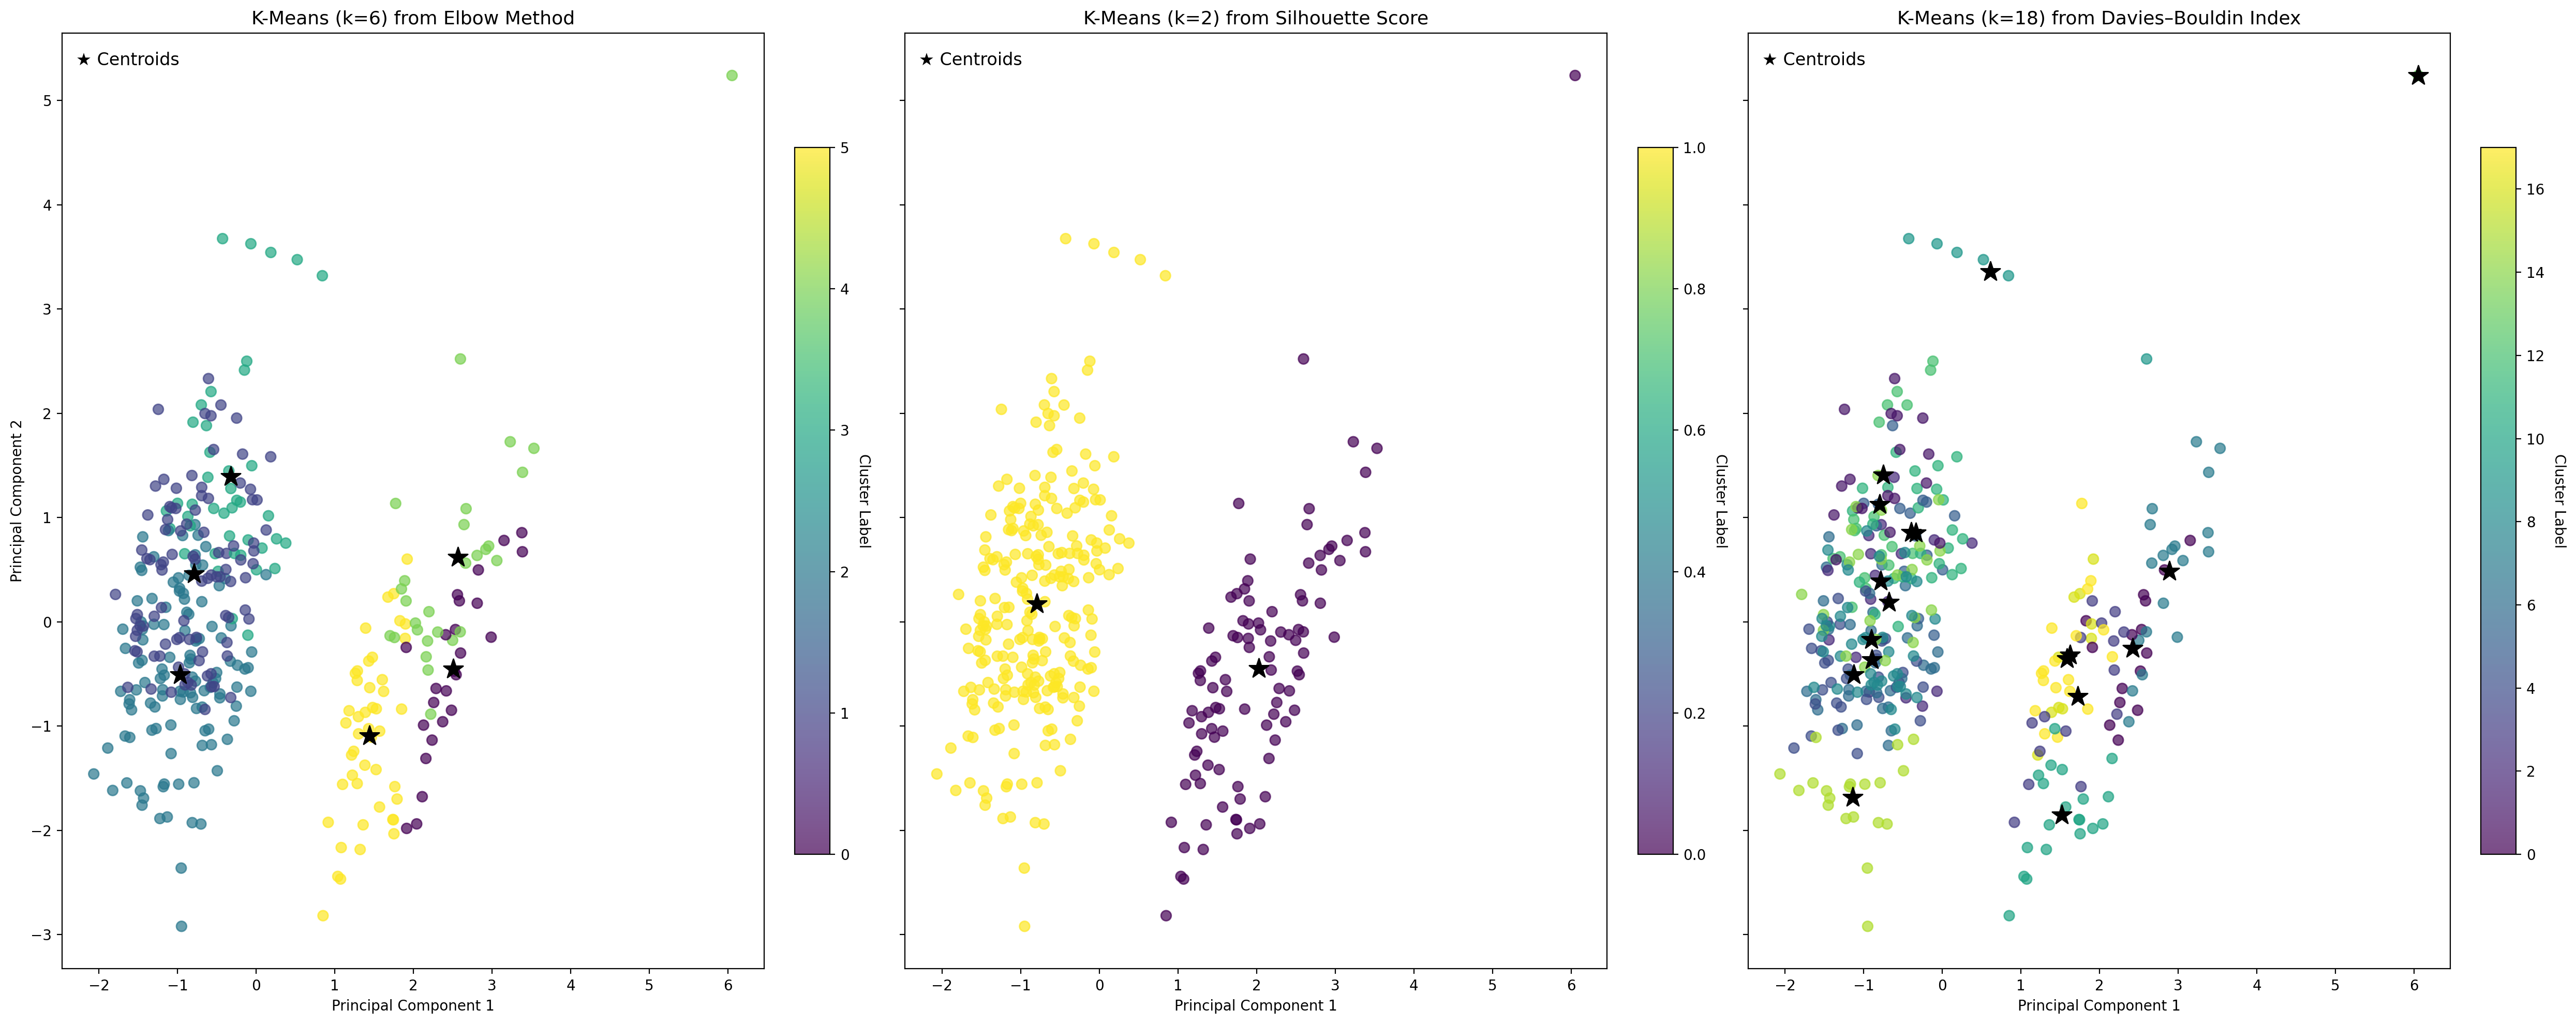 K-Means (k=6) from Elbow Method
★ Centroids
5
4
3
2
1
0
−1
−2
−3
Principal Component 2
−2 −1 0 1 2 3 4 5 6
Principal Component 1
5
4
3
2
1
0
Cluster Label
K-Means (k=2) from Silhouette Score
★ Centroids
−2 −1 0 1 2 3 4 5 6
Principal Component 1
1.0
0.8
0.6
0.4
0.2
0.0
Cluster Label
K-Means (k=18) from Davies–Bouldin Index
★ Centroids
−2 −1 0 1 2 3 4 5 6
Principal Component 1
16
14
12
10
8
6
4
2
0
Cluster Label